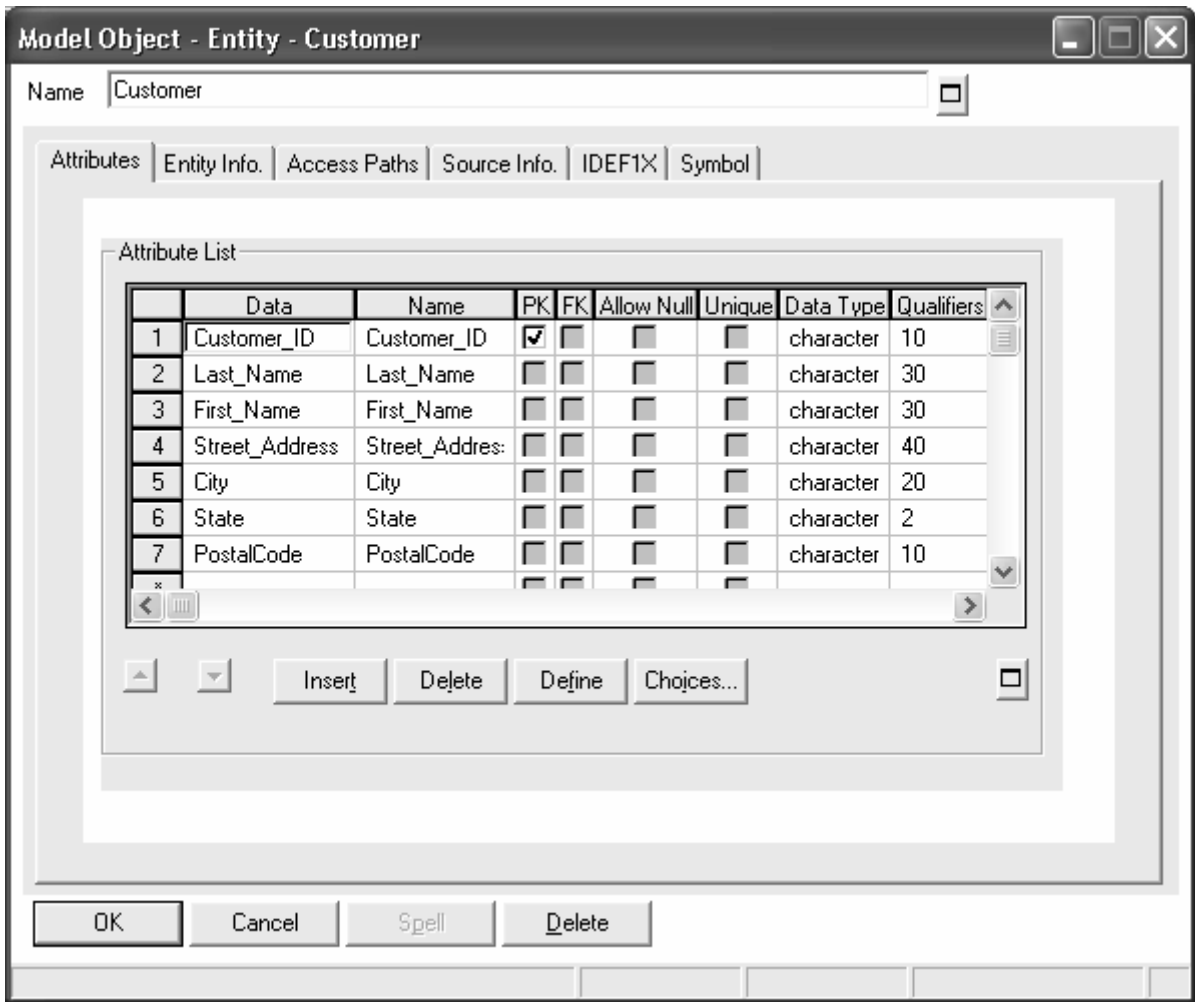 Model Object - Entity - Customer
Name Customer
Attributes Entity Info. Access Paths Source Info. IDEF1X Symbol
Attribute List
Data Name PK FK Allow Null Unique Data Type Qualifiers
1 Customer_ID Customer_ID character 10
2 Last_Name Last_Name character 30
3 First_Name First_Name character 30
4 Street_Address Street_Addres character 40
5 City City character 20
6 State State character 2
7 PostalCode PostalCode character 10
*
Insert Delete Define Choices...
OK Cancel Spell Delete